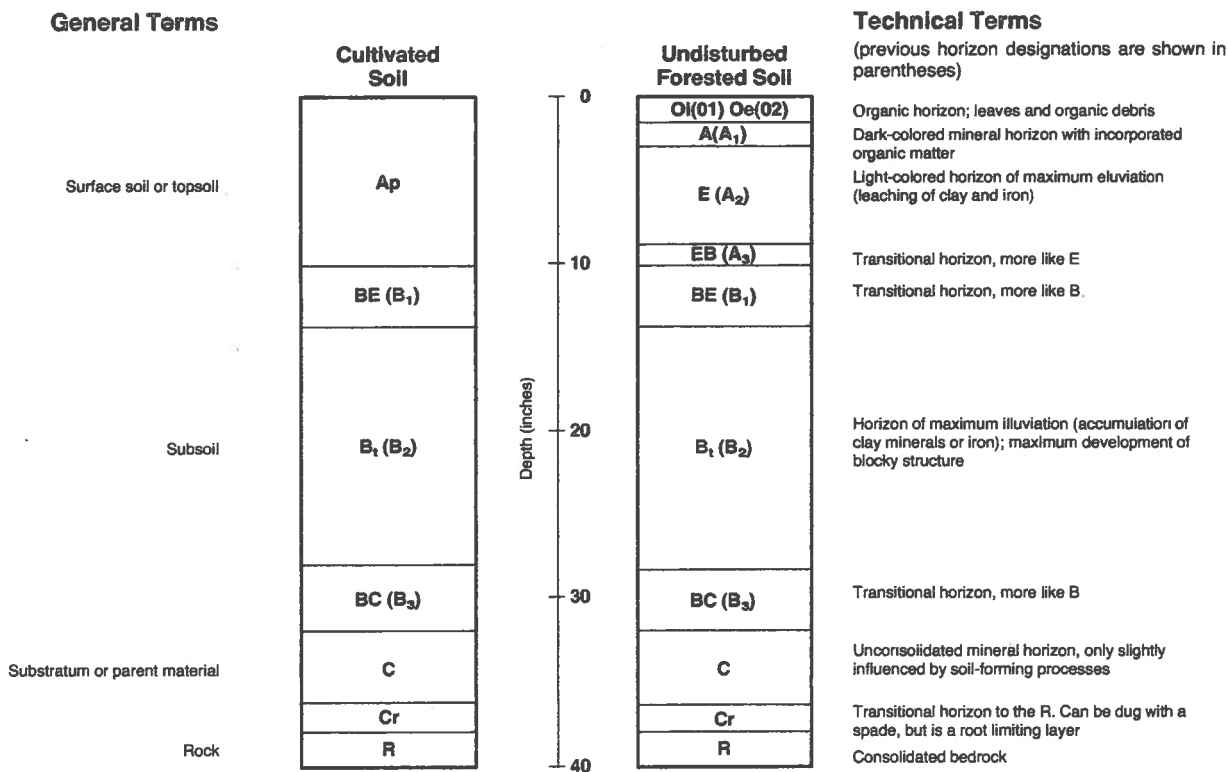 General Terms
Technical Terms
(previous horizon designations are shown in
parentheses)
Cultivated
Soil
Undisturbed
Forested Soil
0
10
20
30
40
Depth (inches)
Surface soil or topsoil
Subsoil
Substratum or parent material
Rock
Ap
BE (B₁)
Bₜ (B₂)
BC (B₃)
C
Cr
R
Oi(01) Oe(02)
A(A₁)
E (A₂)
EB (A₃)
BE (B₁)
Bₜ (B₂)
BC (B₃)
C
Cr
R
Organic horizon; leaves and organic debris
Dark-colored mineral horizon with incorporated
organic matter
Light-colored horizon of maximum eluviation
(leaching of clay and iron)
Transitional horizon, more like E
Transitional horizon, more like B
Horizon of maximum illuviation (accumulation of
clay minerals or iron); maximum development of
blocky structure
Transitional horizon, more like B
Unconsolidated mineral horizon, only slightly
influenced by soil-forming processes
Transitional horizon to the R. Can be dug with a
spade, but is a root limiting layer
Consolidated bedrock